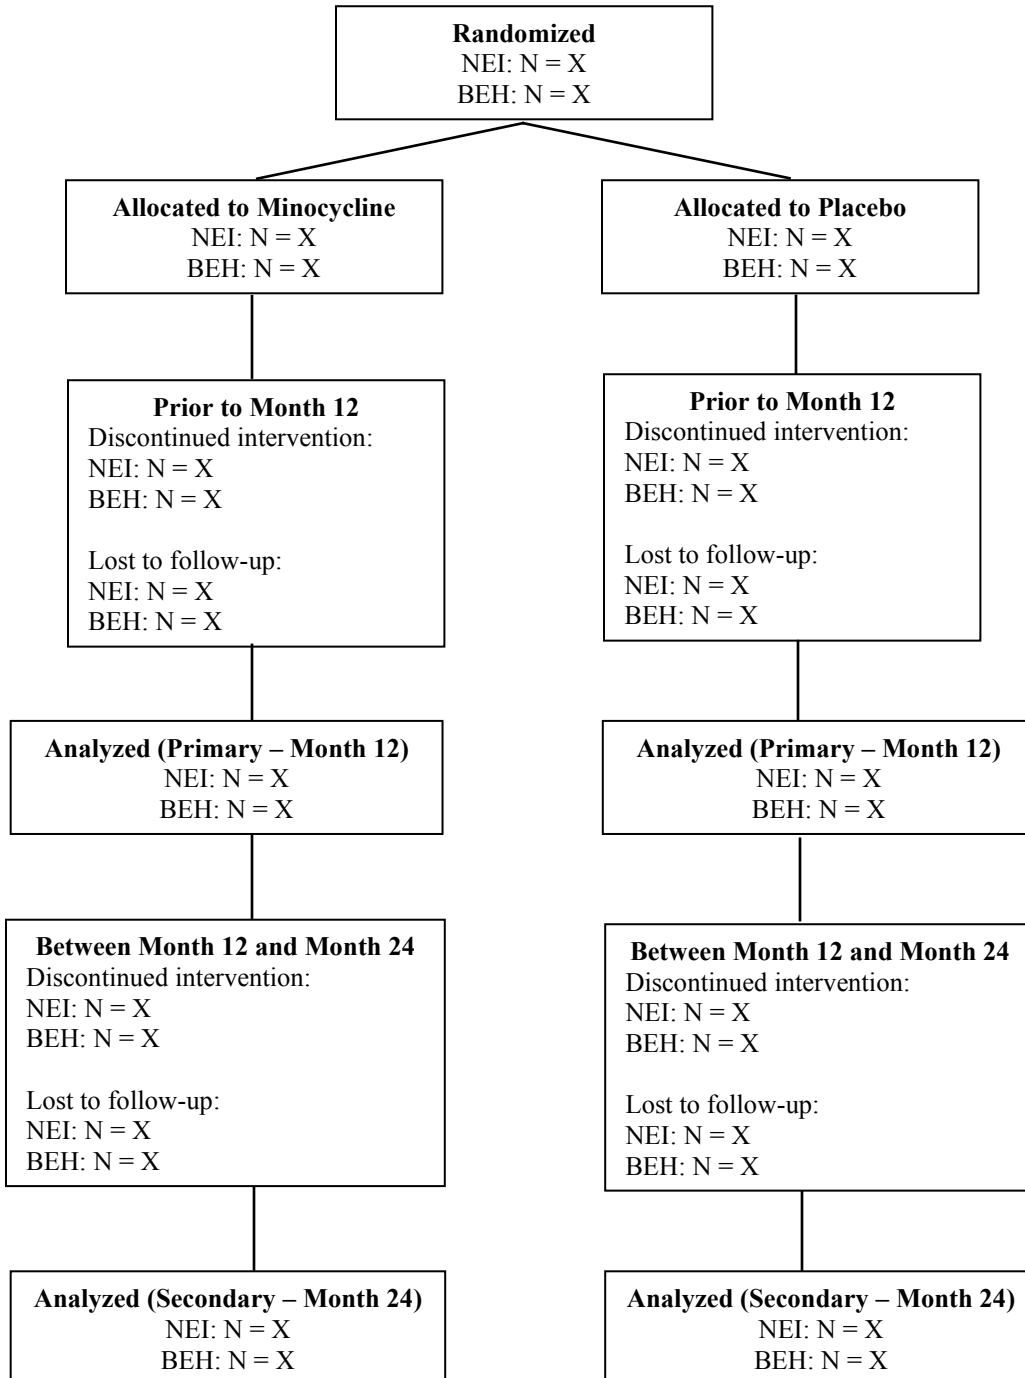 Randomized
NEI: N = X
BEH: N = X
Allocated to Minocycline
NEI: N = X
BEH: N = X
Allocated to Placebo
NEI: N = X
BEH: N = X
Prior to Month 12
Discontinued intervention:
NEI: N = X
BEH: N = X
Lost to follow-up:
NEI: N = X
BEH: N = X
Prior to Month 12
Discontinued intervention:
NEI: N = X
BEH: N = X
Lost to follow-up:
NEI: N = X
BEH: N = X
Analyzed (Primary – Month 12)
NEI: N = X
BEH: N = X
Analyzed (Primary – Month 12)
NEI: N = X
BEH: N = X
Between Month 12 and Month 24
Discontinued intervention:
NEI: N = X
BEH: N = X
Lost to follow-up:
NEI: N = X
BEH: N = X
Between Month 12 and Month 24
Discontinued intervention:
NEI: N = X
BEH: N = X
Lost to follow-up:
NEI: N = X
BEH: N = X
Analyzed (Secondary – Month 24)
NEI: N = X
BEH: N = X
Analyzed (Secondary – Month 24)
NEI: N = X
BEH: N = X